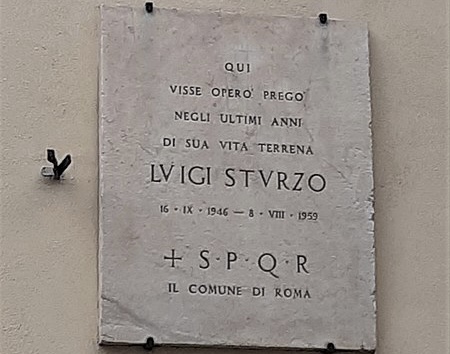 QUI
VISSE OPERO' PREGO'
NEGLI ULTIMI ANNI
DI SUA VITA TERRENA
LVIGI STVRZO
16 · IX · 1946 — 8 · VIII · 1959
+ S·P·Q·R
IL COMUNE DI ROMA